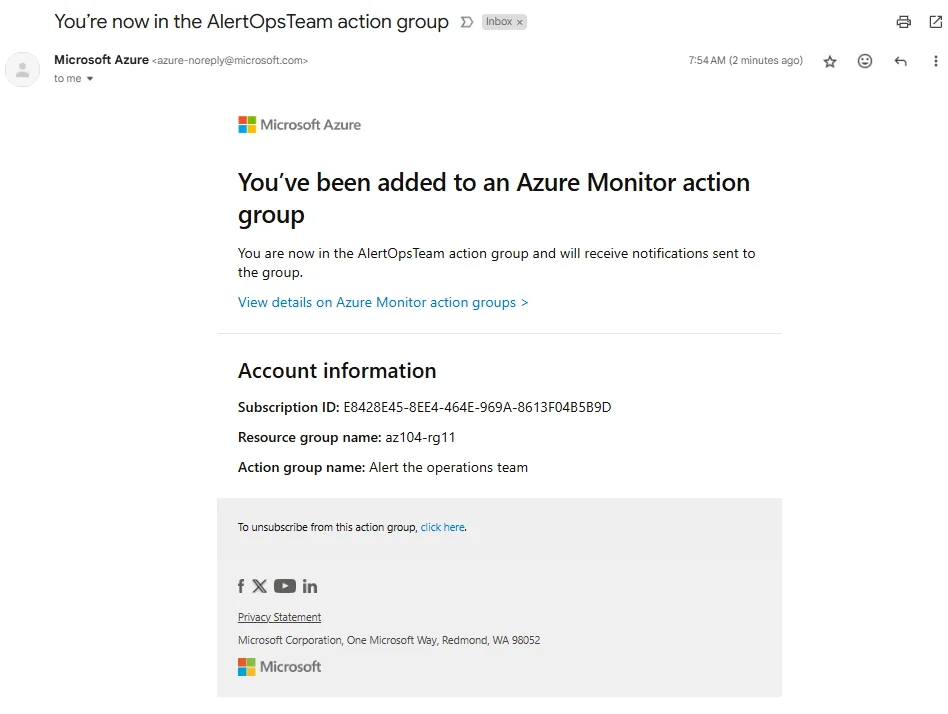 You're now in the AlertOpsTeam action group
Inbox ×
Microsoft Azure <azure-noreply@microsoft.com>
7:54 AM (2 minutes ago)
to me
Microsoft Azure
You've been added to an Azure Monitor action
group
You are now in the AlertOpsTeam action group and will receive notifications sent to
the group.
View details on Azure Monitor action groups >
Account information
Subscription ID: E8428E45-8EE4-464E-969A-8613F04B5B9D
Resource group name: az104-rg11
Action group name: Alert the operations team
To unsubscribe from this action group, click here.
Privacy Statement
Microsoft Corporation, One Microsoft Way, Redmond, WA 98052
Microsoft